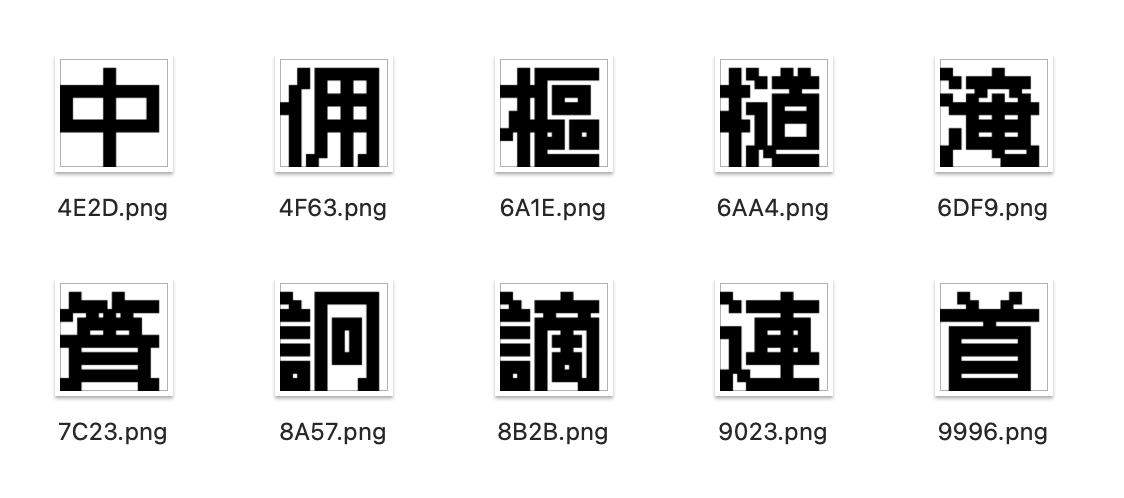 中 佣 樞 檤 淹
4E2D.png 4F63.png 6A1E.png 6AA4.png 6DF9.png
簣 詗 謫 連 首
7C23.png 8A57.png 8B2B.png 9023.png 9996.png